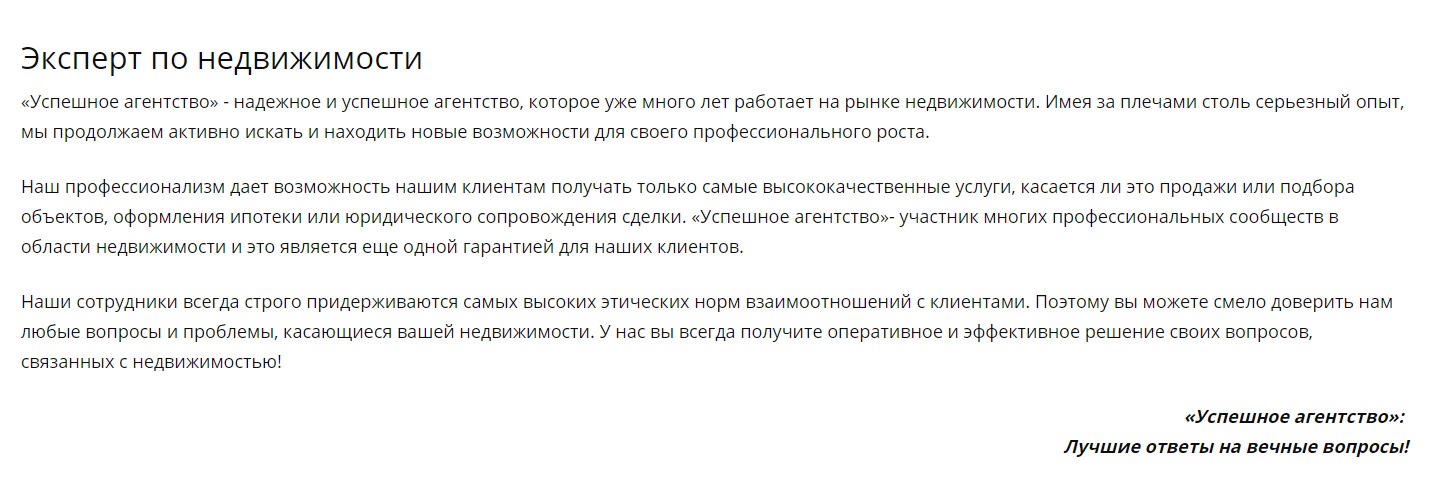 Эксперт по недвижимости
«Успешное агентство» - надежное и успешное агентство, которое уже много лет работает на рынке недвижимости. Имея за плечами столь серьезный опыт,
мы продолжаем активно искать и находить новые возможности для своего профессионального роста.
Наш профессионализм дает возможность нашим клиентам получать только самые высококачественные услуги, касается ли это продажи или подбора
объектов, оформления ипотеки или юридического сопровождения сделки. «Успешное агентство»- участник многих профессиональных сообществ в
области недвижимости и это является еще одной гарантией для наших клиентов.
Наши сотрудники всегда строго придерживаются самых высоких этических норм взаимоотношений с клиентами. Поэтому вы можете смело доверить нам
любые вопросы и проблемы, касающиеся вашей недвижимости. У нас вы всегда получите оперативное и эффективное решение своих вопросов,
связанных с недвижимостью!
«Успешное агентство»:
Лучшие ответы на вечные вопросы!